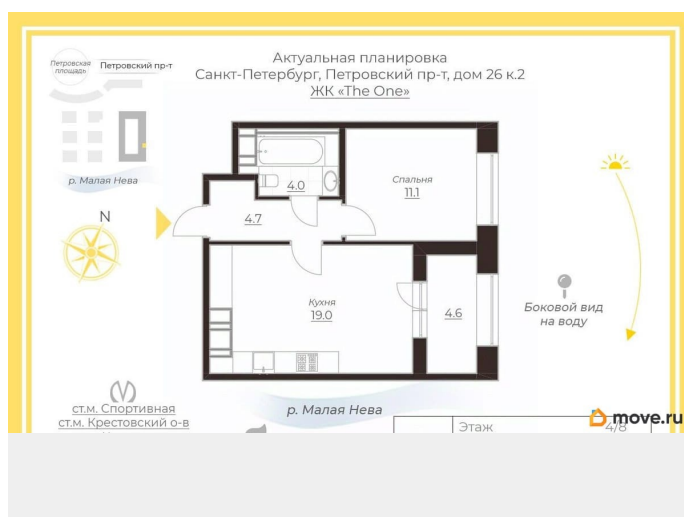 Актуальная планировка
Санкт-Петербург, Петровский пр-т, дом 26 к.2
ЖК «The One»
Петровская
площадь
Петровский пр-т
р. Малая Нева
N
4.0
Спальня
11.1
4.7
Кухня
19.0
4.6
Боковой вид
на воду
ст.м. Спортивная
ст.м. Крестовский о-в
р. Малая Нева
Этаж
4/8
move.ru